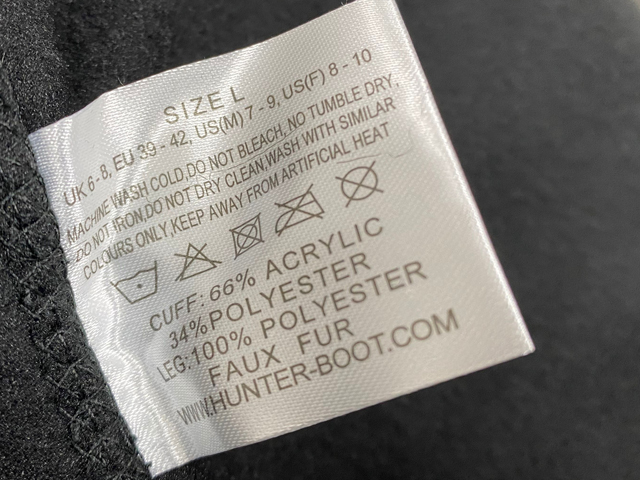 SIZE L
UK 6-8, EU 39 - 42, US(M) 7 - 9, US(F) 8 - 10
MACHINE WASH COLD.DO NOT BLEACH, NO TUMBLE DRY,
DO NOT IRON.DO NOT DRY CLEAN.WASH WITH SIMILAR
COLOURS ONLY.KEEP AWAY FROM ARTIFICIAL HEAT
CUFF: 66% ACRYLIC
34%POLYESTER
LEG:100% POLYESTER
FAUX FUR
WWW.HUNTER-BOOT.COM